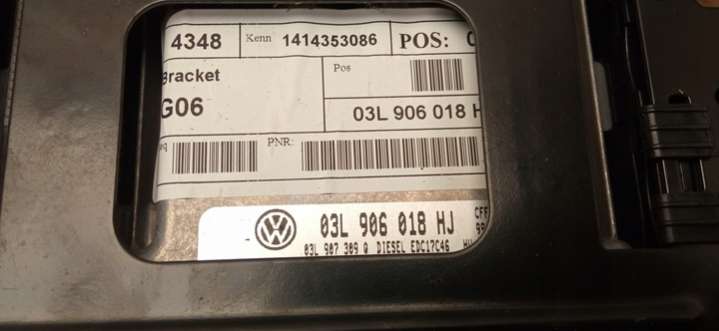 4348 Kenn 1414353086 POS:
Bracket Pos
G06
03L 906 018 H
PNR:
VW 03L 906 018 HJ
03L 907 309 Q DIESEL EDC17C46